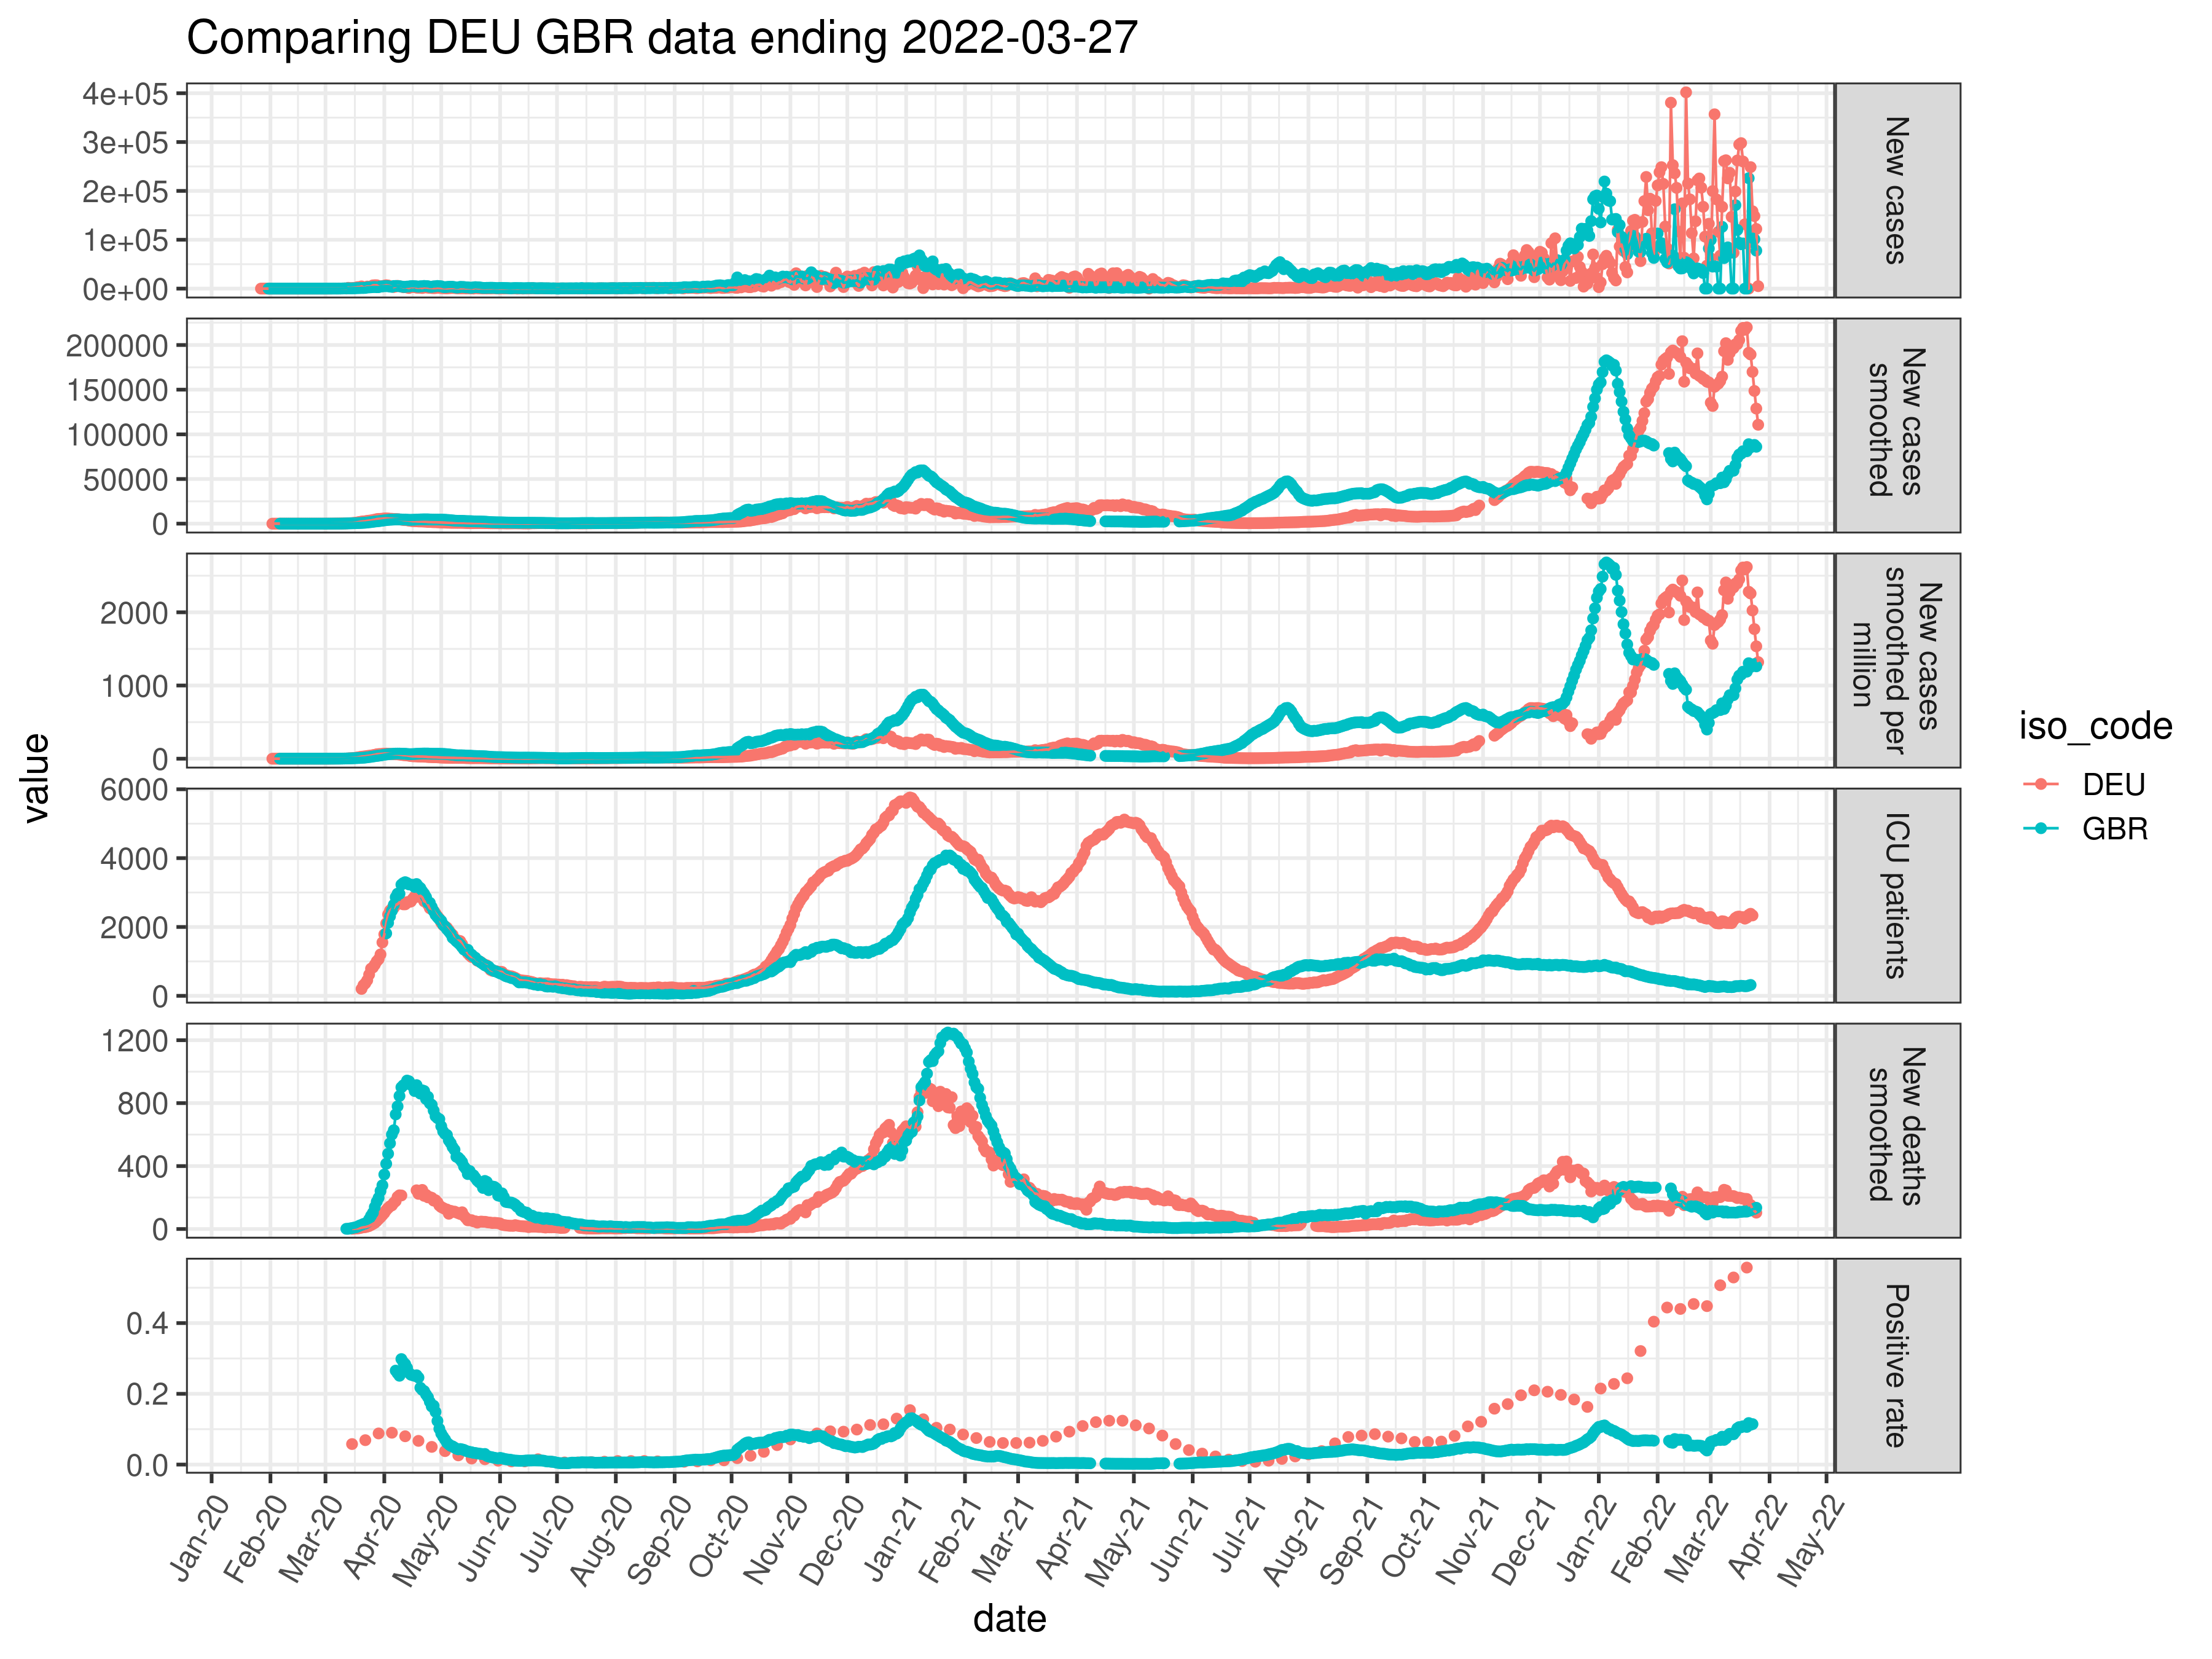 Comparing DEU GBR data ending 2022-03-27
value
4e+05
3e+05
2e+05
1e+05
0e+00
New cases
200000
150000
100000
50000
0
New cases
smoothed
2000
1000
0
New cases
smoothed per
million
6000
4000
2000
0
ICU patients
1200
800
400
0
New deaths
smoothed
0.4
0.2
0.0
Positive rate
Jan-20
Feb-20
Mar-20
Apr-20
May-20
Jun-20
Jul-20
Aug-20
Sep-20
Oct-20
Nov-20
Dec-20
Jan-21
Feb-21
Mar-21
Apr-21
May-21
Jun-21
Jul-21
Aug-21
Sep-21
Oct-21
Nov-21
Dec-21
Jan-22
Feb-22
Mar-22
Apr-22
May-22
date
iso_code
DEU
GBR